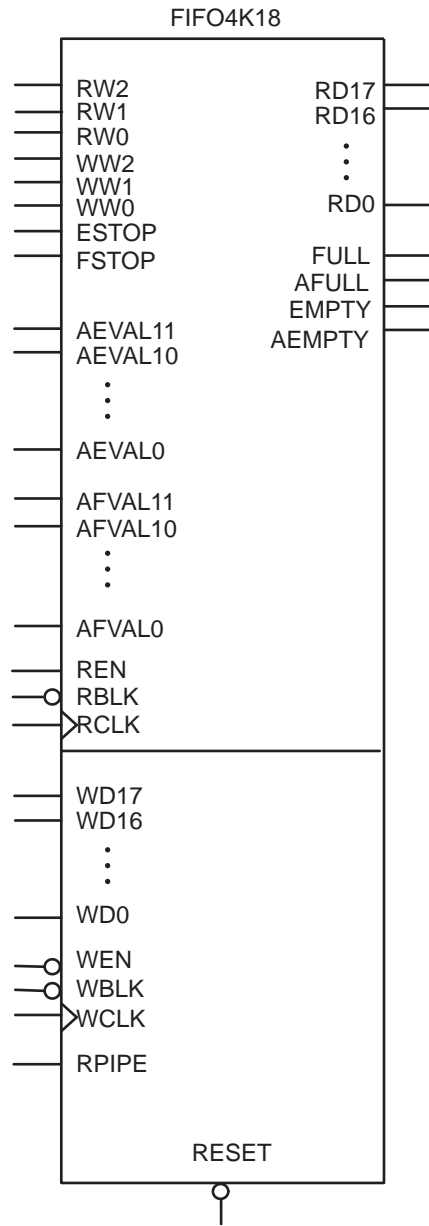 FIFO4K18
RW2
RW1
RW0
WW2
WW1
WW0
ESTOP
FSTOP
AEVAL11
AEVAL10
AEVAL0
AFVAL11
AFVAL10
AFVAL0
REN
RBLK
RCLK
WD17
WD16
WD0
WEN
WBLK
WCLK
RPIPE
RD17
RD16
RD0
FULL
AFULL
EMPTY
AEMPTY
RESET